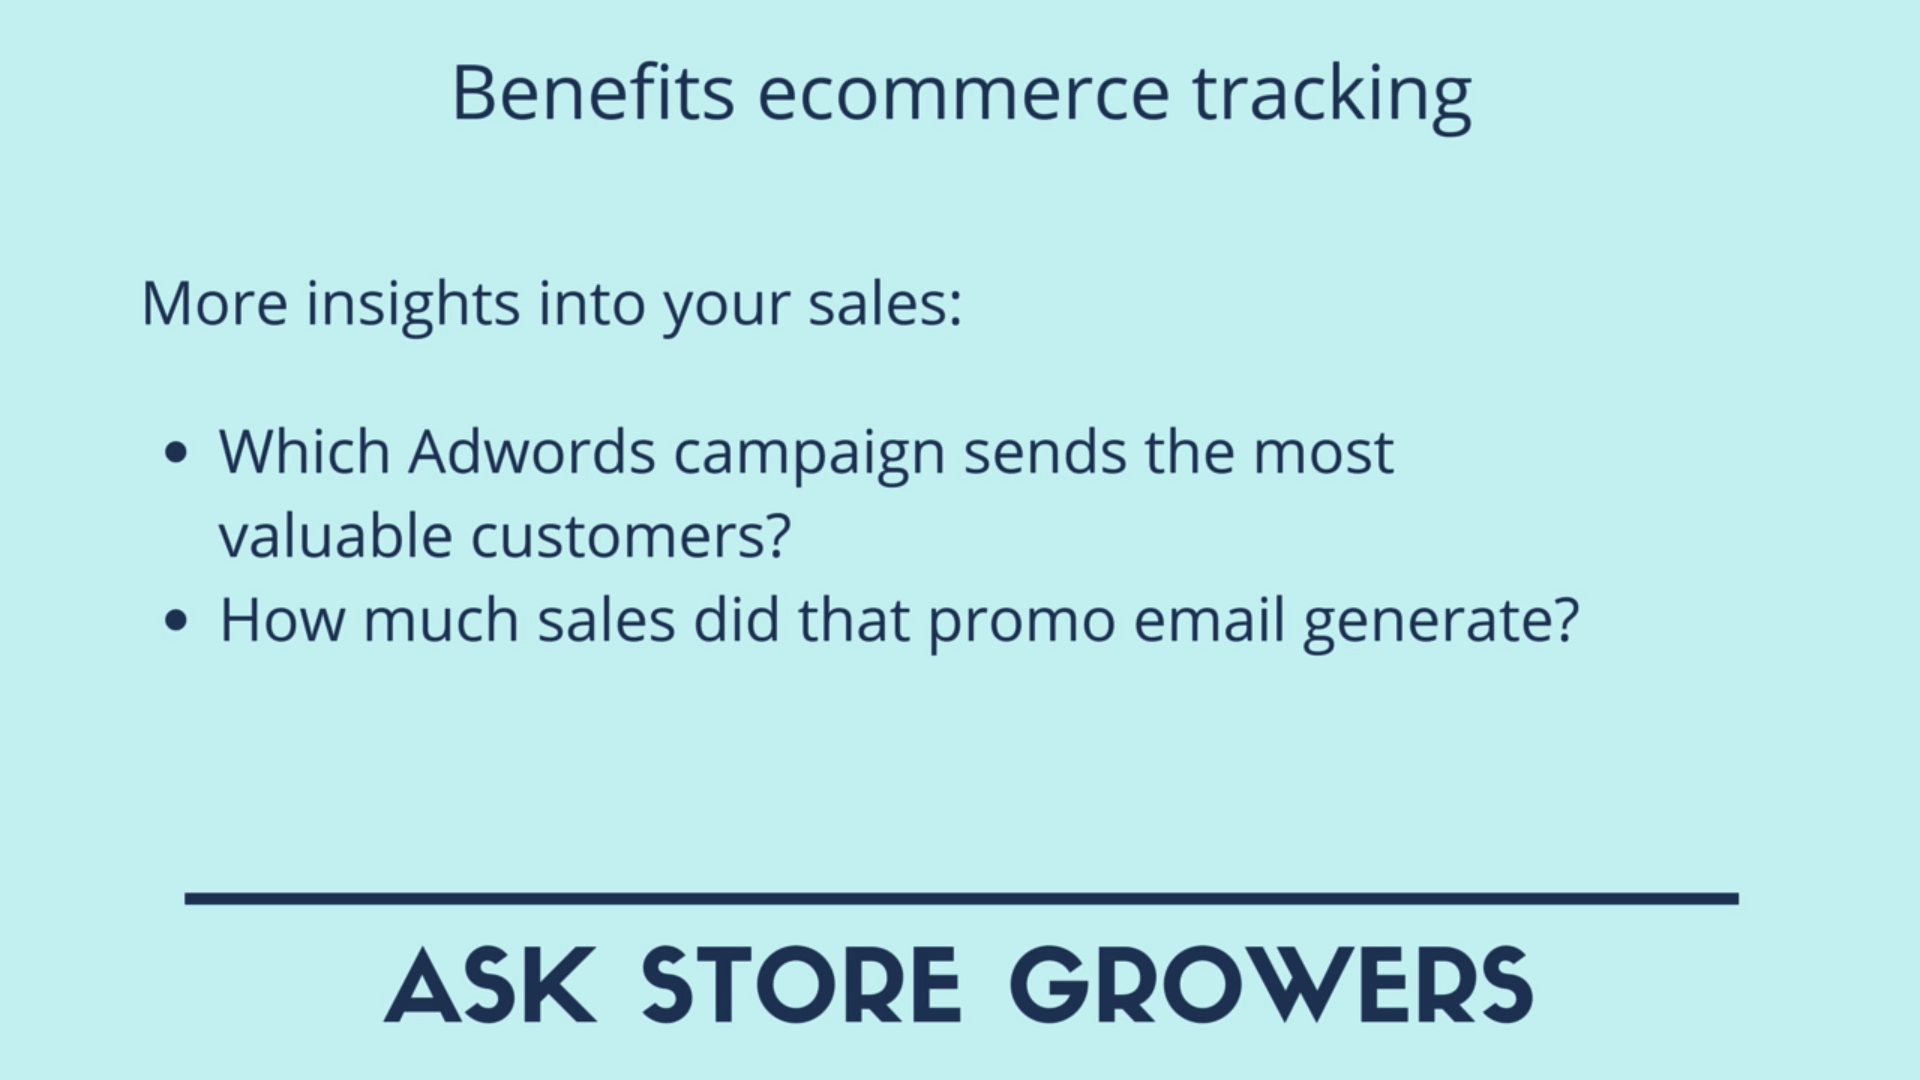 Benefits ecommerce tracking
More insights into your sales:
• Which Adwords campaign sends the most
valuable customers?
• How much sales did that promo email generate?
ASK STORE GROWERS